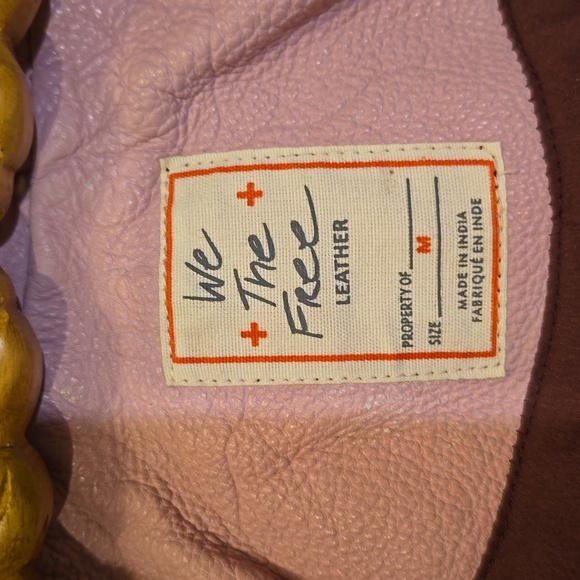 We
The
Free
LEATHER
PROPERTY OF
SIZE M
MADE IN INDIA
FABRIQUÉ EN INDE